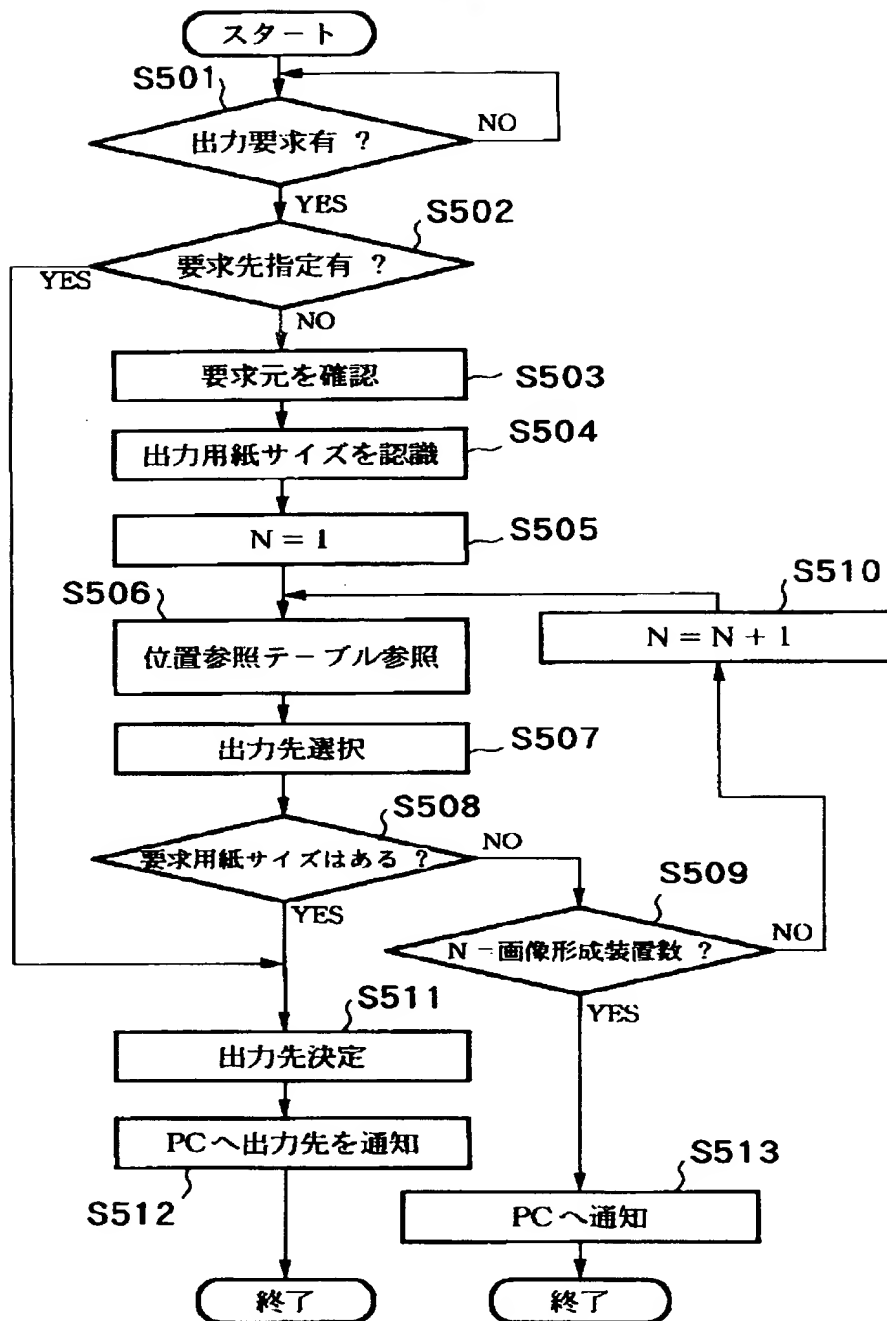 スタート
S501
出力要求有 ?
NO
YES
S502
要求先指定有 ?
YES
NO
要求元を確認
S503
出力用紙サイズを認識
S504
N = 1
S505
S506
位置参照テーブル参照
S510
N = N + 1
出力先選択
S507
S508
要求用紙サイズはある ?
NO
YES
S509
N = 画像形成装置数 ?
NO
YES
S511
出力先決定
PCへ出力先を通知
S512
S513
PCへ通知
終了
終了